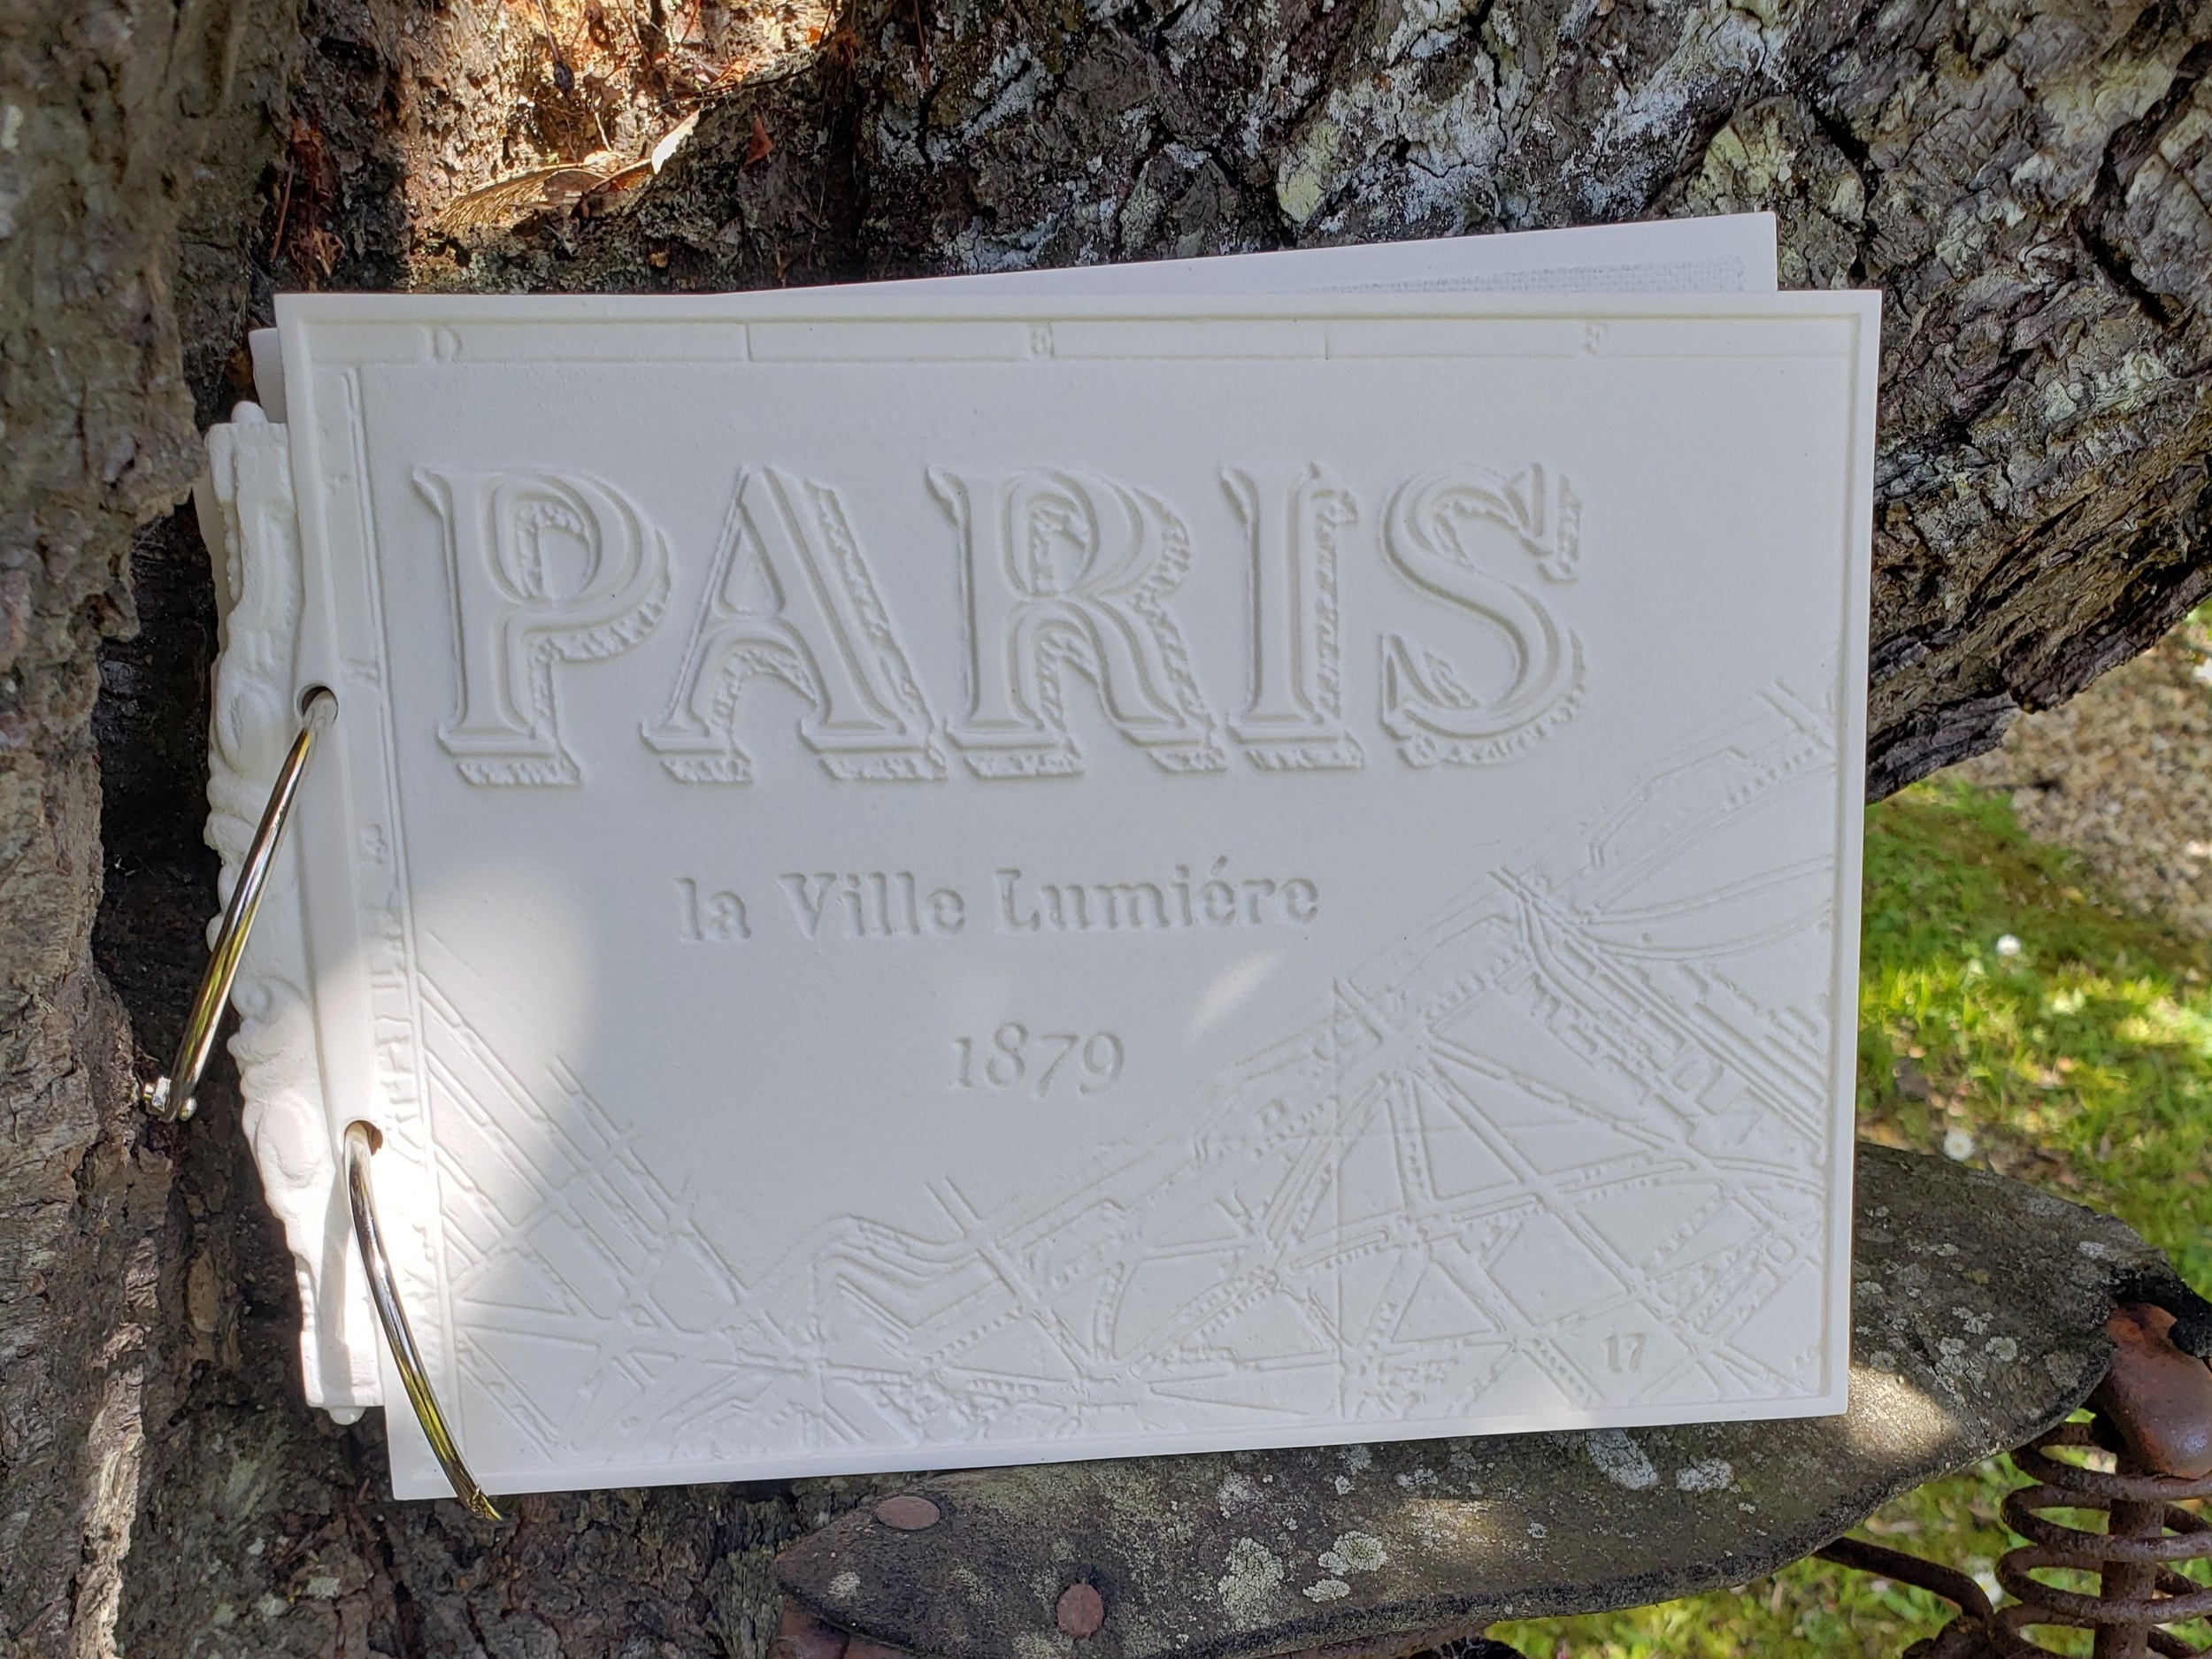 D E F
PARIS
la Ville Lumiére
1879
17